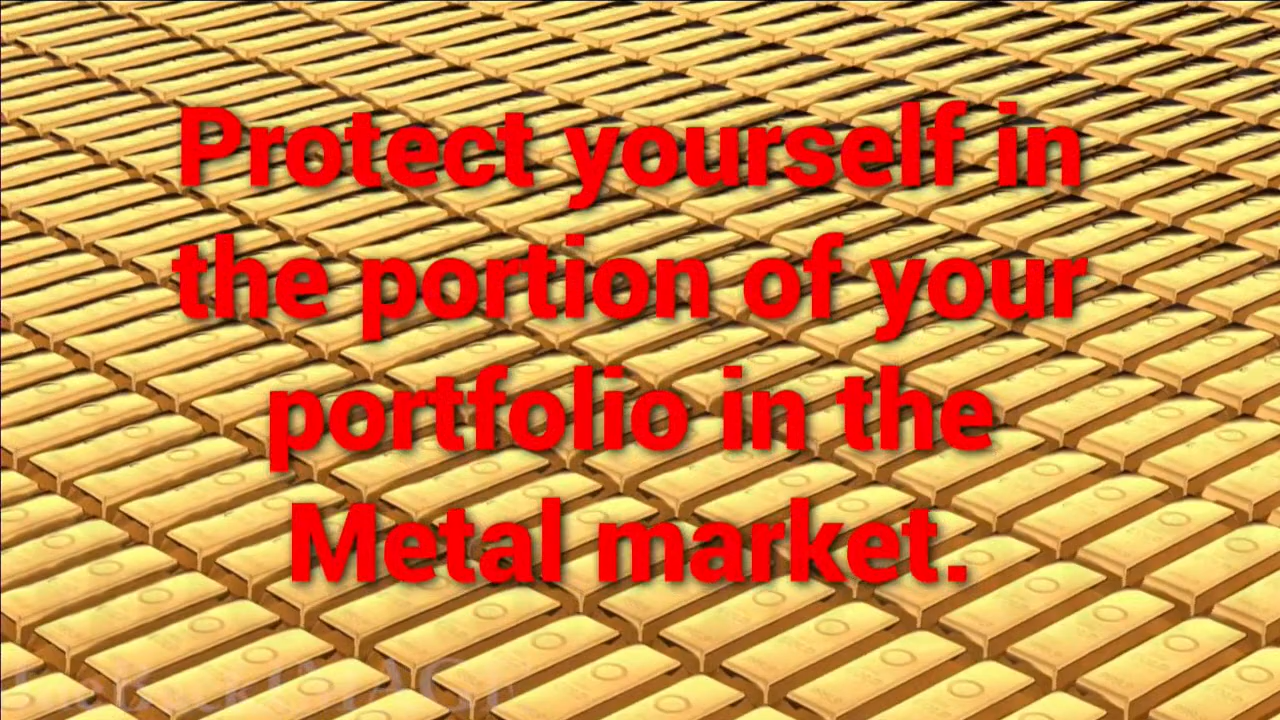 Protect yourself in
the portion of your
portfolio in the
Metal market.